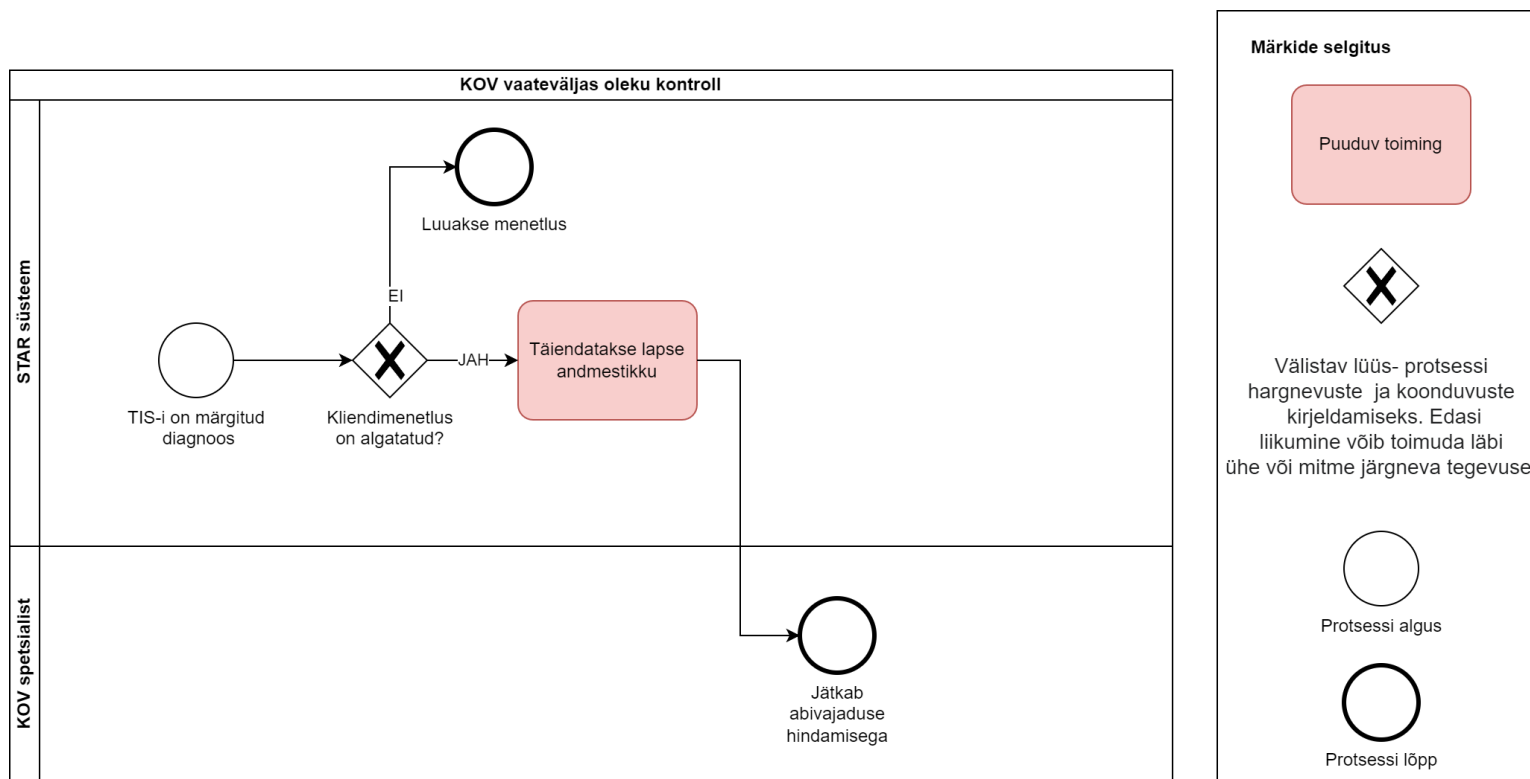 KOV vaateväljas oleku kontroll
STAR süsteem
Luuakse menetlus
EI
JAH
TIS-i on märgitud
diagnoos
Kliendimenetlus
on algatatud?
Täiendatakse lapse
andmestikku
KOV spetsialist
Jätkab
abivajaduse
hindamisega
Märkide selgitus
Puuduv toiming
Välistav lüüs- protsessi
hargnevuste ja koonduvuste
kirjeldamiseks. Edasi
liikumine võib toimuda läbi
ühe või mitme järgneva tegevuse
Protsessi algus
Protsessi lõpp